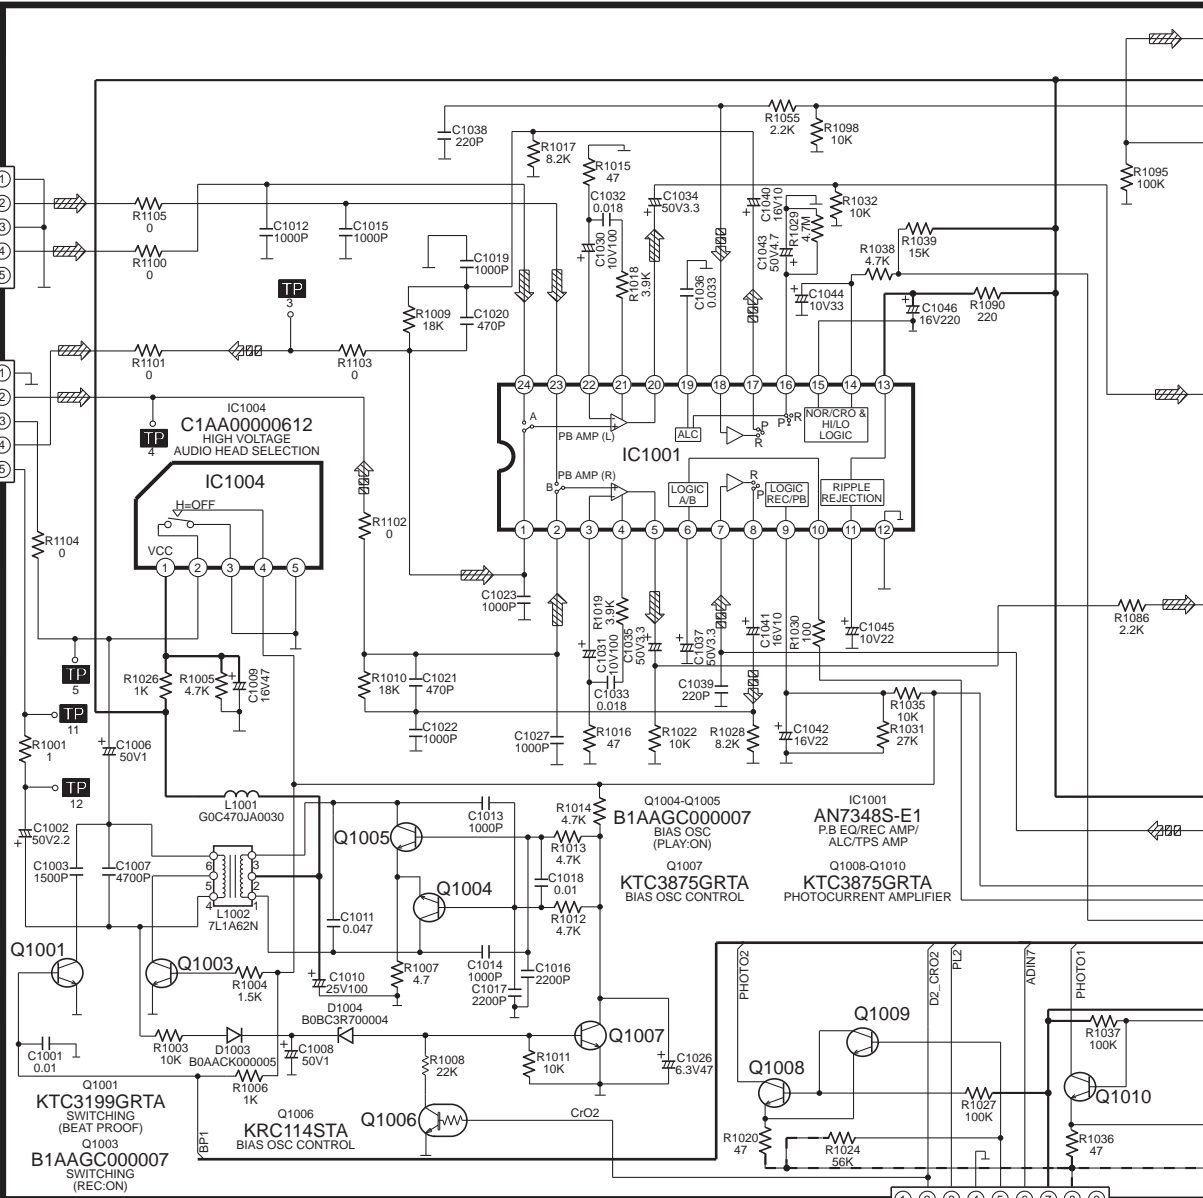 C1038
220P
R1017
8.2K
R1015
47
C1032
0.018
C1034
50V3.3
R1055
2.2K
R1098
10K
R1095
100K
R1105
0
R1100
0
C1012
1000P
C1015
1000P
C1019
1000P
C1020
470P
R1009
18K
TP
3
R1101
0
R1103
0
C1030
10V100
R1018
3.9K
C1036
0.033
C1040
16V10
C1043
50V4.7
R1029
4.7M
R1032
10K
R1038
4.7K
R1039
15K
C1044
10V33
C1046
16V220
R1090
220
1
2
3
4
5
1
2
3
4
5
TP
4
IC1004
C1AA00000612
HIGH VOLTAGE
AUDIO HEAD SELECTION
IC1004
H=OFF
VCC
1 2 3 4 5
24 23 22 21 20 19 18 17 16 15 14 13
A
PB AMP (L)
ALC
P
R
P R
NOR/CRO &
HI/LO
LOGIC
IC1001
B
PB AMP (R)
LOGIC
A/B
R
P
LOGIC
REC/PB
RIPPLE
REJECTION
1 2 3 4 5 6 7 8 9 10 11 12
R1104
0
R1102
0
C1023
1000P
R1019
3.9K
C1031
10V100
C1035
50V3.3
C1033
0.018
C1037
50V3.3
C1039
220P
C1041
16V10
R1030
100
C1045
10V22
R1086
2.2K
TP
5
TP
11
TP
12
R1026
1K
R1005
4.7K
C1009
16V47
R1010
18K
C1021
470P
C1022
1000P
C1027
1000P
R1016
47
R1022
10K
R1028
8.2K
C1042
16V22
R1035
10K
R1031
27K
R1001
1
C1006
50V1
L1001
G0C470JA0030
C1002
50V2.2
C1003
1500P
C1007
4700P
6
5
4
3
2
1
L1002
7L1A62N
Q1005
C1013
1000P
R1014
4.7K
R1013
4.7K
C1018
0.01
R1012
4.7K
Q1004
C1011
0.047
Q1004-Q1005
B1AAGC000007
BIAS OSC
(PLAY:ON)
Q1007
KTC3875GRTA
BIAS OSC CONTROL
IC1001
AN7348S-E1
P.B EQ/REC AMP/
ALC/TPS AMP
Q1008-Q1010
KTC3875GRTA
PHOTOCURRENT AMPLIFIER
Q1001
Q1003
R1004
1.5K
C1010
25V100
R1007
4.7
C1014
1000P
C1017
2200P
C1016
2200P
D1004
B0BC3R700004
R1003
10K
D1003
B0AACK000005
C1008
50V1
R1006
1K
R1008
22K
R1011
10K
Q1007
C1026
6.3V47
C1001
0.01
Q1001
KTC3199GRTA
SWITCHING
(BEAT PROOF)
Q1003
B1AAGC000007
SWITCHING
(REC:ON)
BP1
Q1006
KRC114STA
BIAS OSC CONTROL
Q1006
CrO2
PHOTO2
D2_CRO2
PL2
ADIN7
PHOTO1
Q1009
Q1008
R1027
100K
R1037
100K
Q1010
R1020
47
R1024
56K
R1036
47